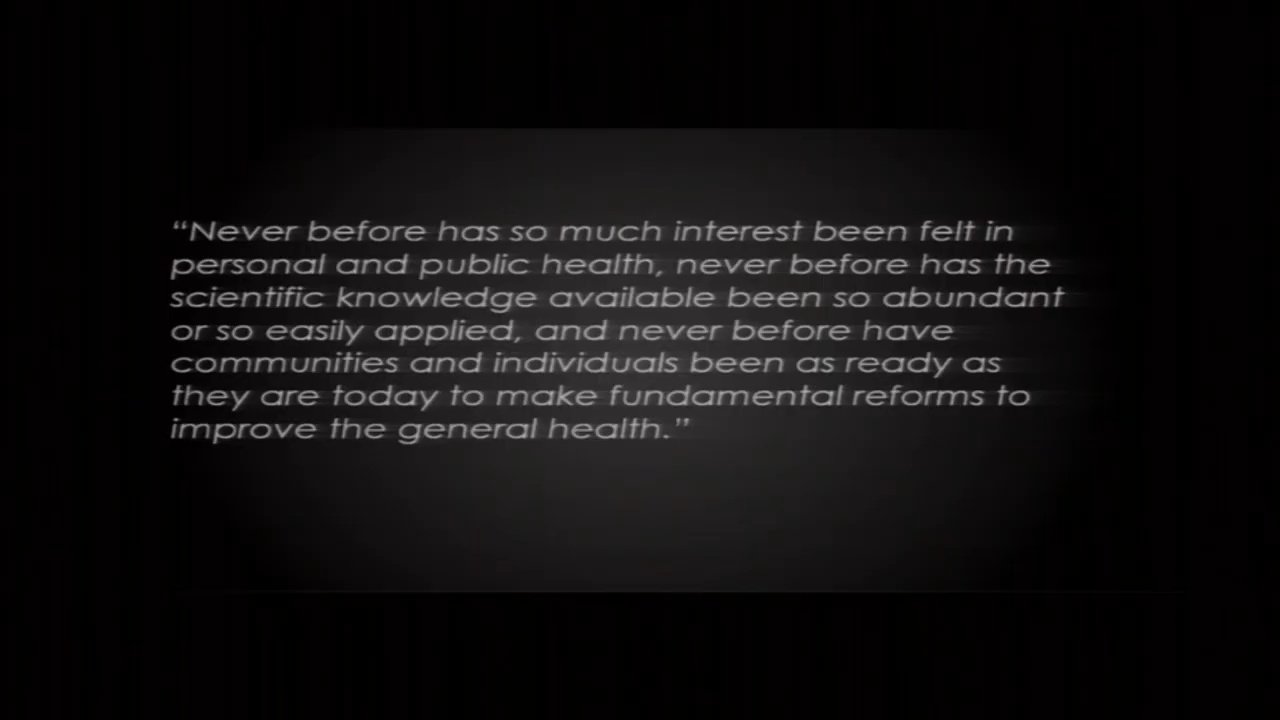 “Never before has so much interest been felt in
personal and public health, never before has the
scientific knowledge available been so abundant
or so easily applied, and never before have
communities and individuals been as ready as
they are today to make fundamental reforms to
improve the general health.”